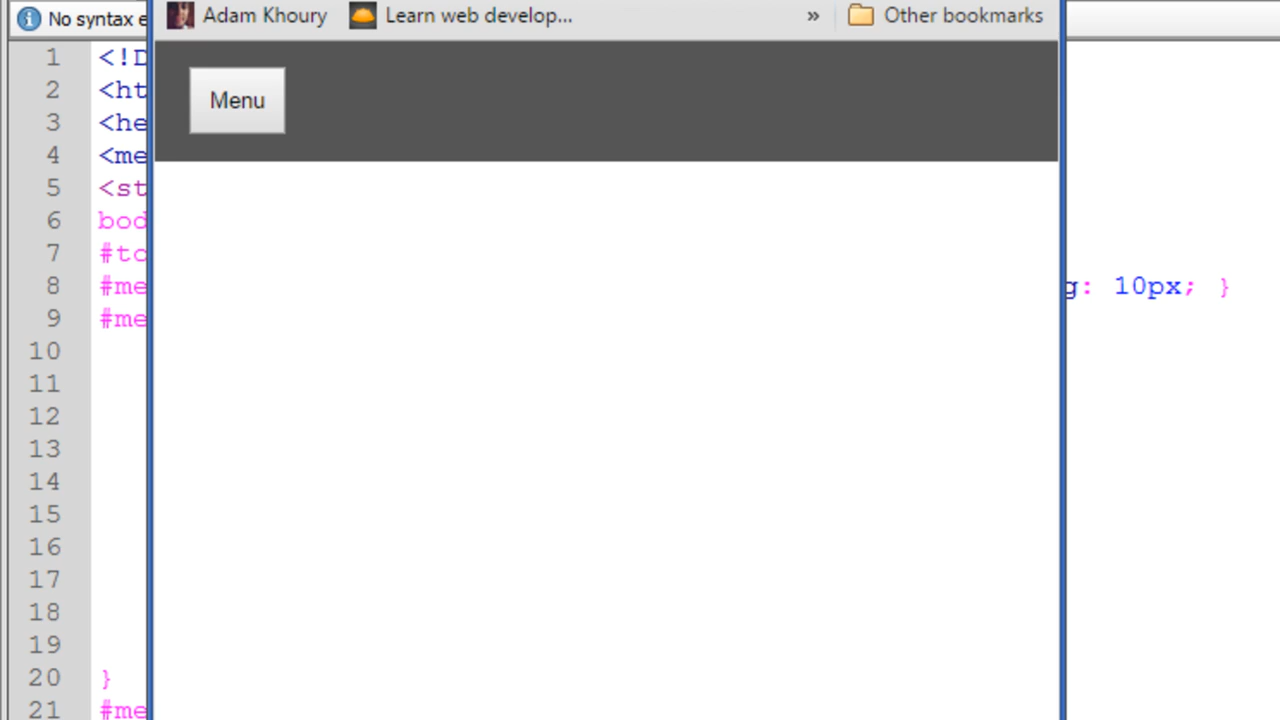 No syntax e
Adam Khoury
Learn web develop...
»
Other bookmarks
Menu
1 <!D
2 <ht
3 <he
4 <me
5 <st
6 bod
7 #to
8 #me g: 10px; }
9 #me
10
11
12
13
14
15
16
17
18
19
20 }
21 #me